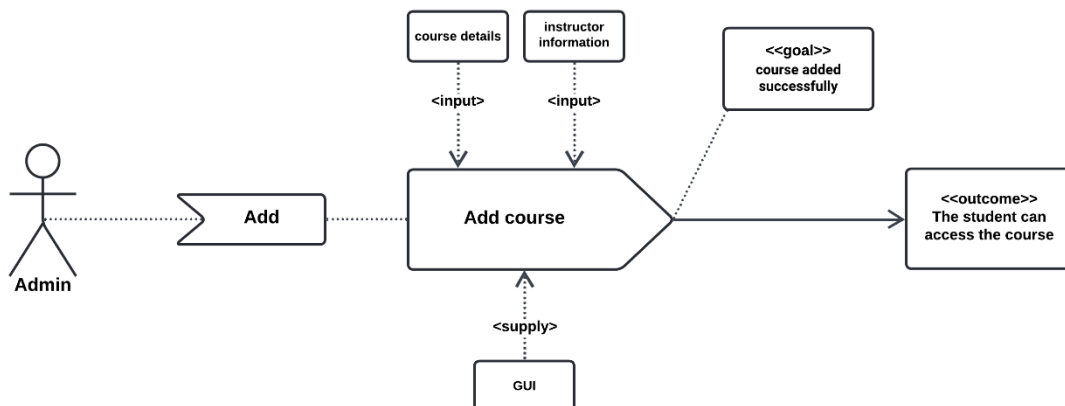 course details
instructor
information
<<goal>>
course added
successfully
<input>
<input>
Add
Add course
<<outcome>>
The student can
access the course
Admin
<supply>
GUI